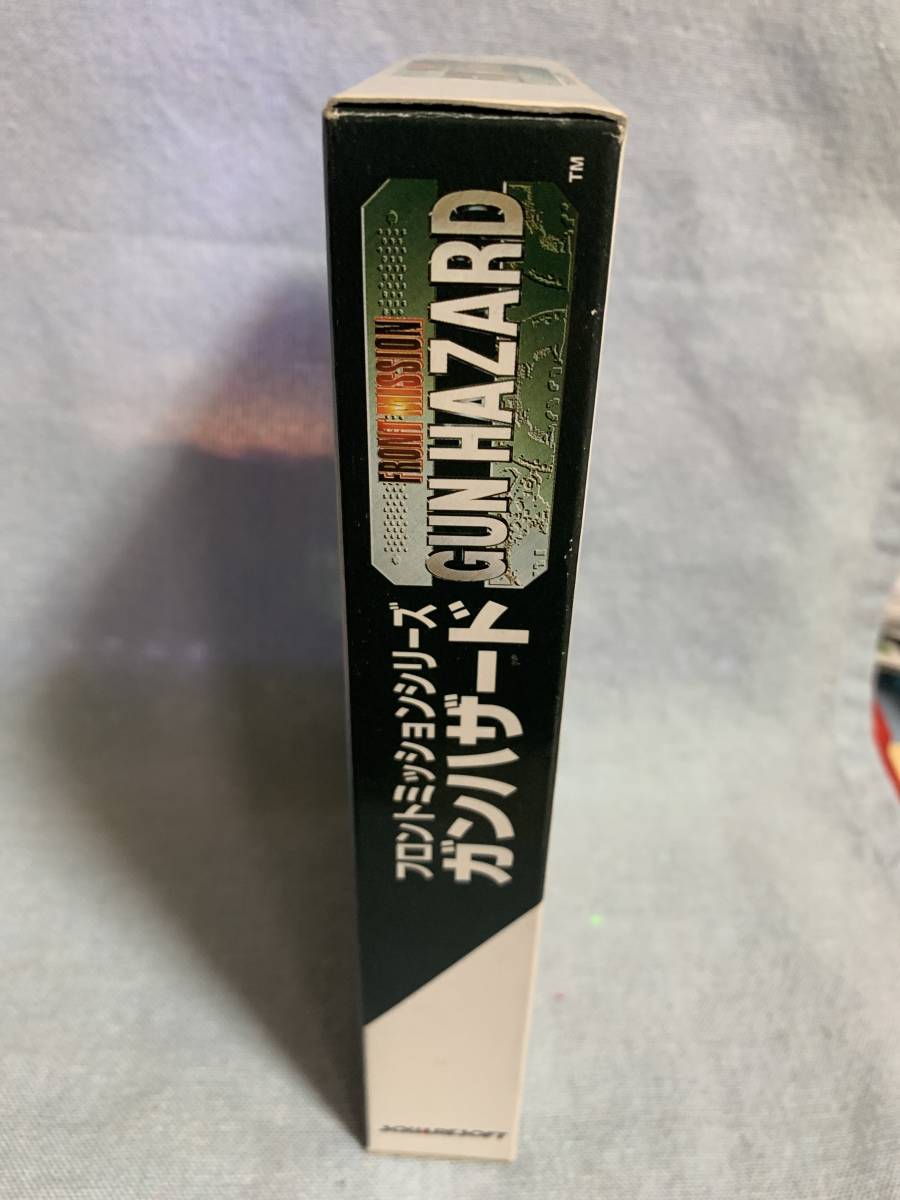 FRONT MISSION
GUN HAZARD
TM
フロントミッションシリーズ
ガンハザード
SQUARESOFT